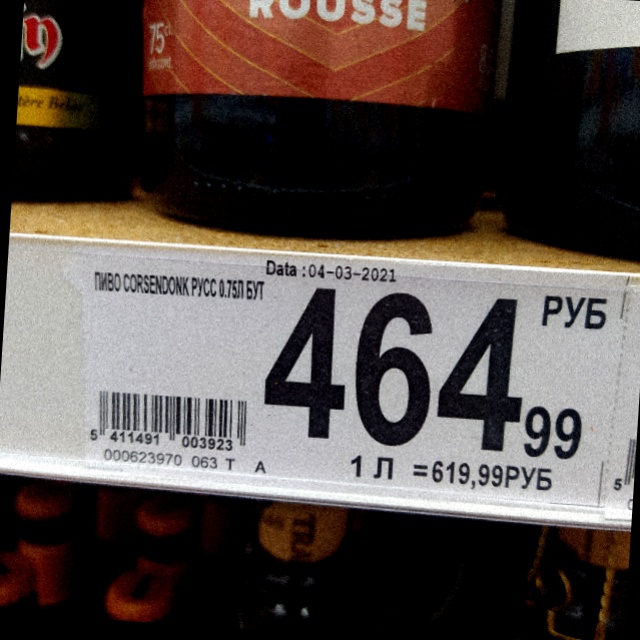 ROUSSE
75
Data :04-03-2021
ПИВО CORSENDONK РУСС 0.75Л БУТ
464 99
РУБ
5 411491 003923
000623970 063 Т А
1 Л =619,99РУБ
5